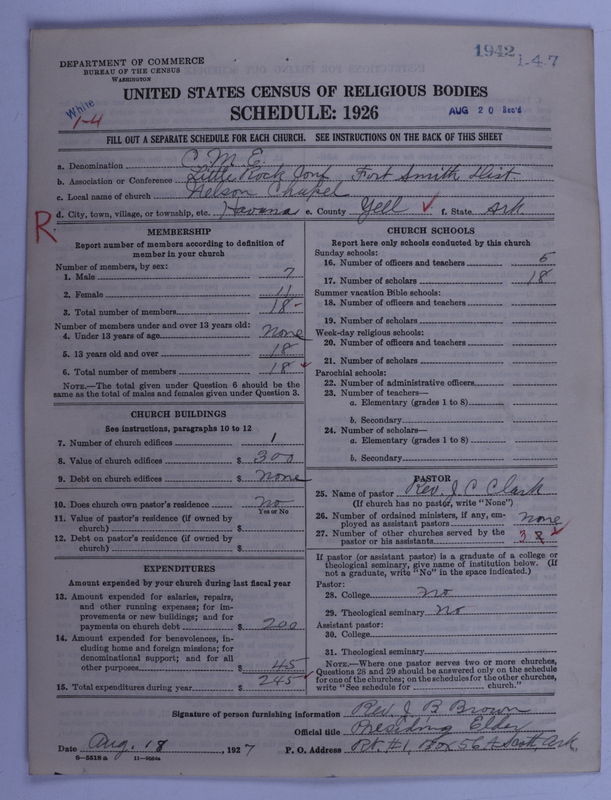 1942 1.4.7
DEPARTMENT OF COMMERCE
BUREAU OF THE CENSUS
WASHINGTON
UNITED STATES CENSUS OF RELIGIOUS BODIES
SCHEDULE: 1926
White
1-4
AUG 20 Rec'd
FILL OUT A SEPARATE SCHEDULE FOR EACH CHURCH. SEE INSTRUCTIONS ON THE BACK OF THIS SHEET
a. Denomination C. M. E.
b. Association or Conference Little Rock Conf Fort Smith Dist
c. Local name of church Nelson Chapel
d. City, town, village, or township, etc. Havana e. County Yell ✓ f. State Ark.
R
MEMBERSHIP
Report number of members according to definition of
member in your church
Number of members, by sex:
1. Male 7
2. Female 11
3. Total number of members 18
Number of members under and over 13 years old:
4. Under 13 years of age None
5. 13 years old and over 18
6. Total number of members 18 ✓
NOTE.—The total given under Question 6 should be the
same as the total of males and females given under Question 3.
CHURCH BUILDINGS
See instructions, paragraphs 10 to 12
7. Number of church edifices 1
8. Value of church edifices $ 300
9. Debt on church edifices $ None
10. Does church own pastor's residence No
Yes or No
11. Value of pastor's residence (if owned by
church) $
12. Debt on pastor's residence (if owned by
church) $
EXPENDITURES
Amount expended by your church during last fiscal year
13. Amount expended for salaries, repairs,
and other running expenses; for im-
provements or new buildings; and for
payments on church debt $ 200
14. Amount expended for benevolences, in-
cluding home and foreign missions; for
denominational support; and for all
other purposes $ 45
15. Total expenditures during year $ 245 ✓
CHURCH SCHOOLS
Report here only schools conducted by this church
Sunday schools:
16. Number of officers and teachers 5
17. Number of scholars 18
Summer vacation Bible schools:
18. Number of officers and teachers
19. Number of scholars
Week-day religious schools:
20. Number of officers and teachers
21. Number of scholars
Parochial schools:
22. Number of administrative officers
23. Number of teachers—
a. Elementary (grades 1 to 8)
b. Secondary
24. Number of scholars—
a. Elementary (grades 1 to 8)
b. Secondary
PASTOR
25. Name of pastor Rev. J. C. Clark
(If church has no pastor, write "None")
26. Number of ordained ministers, if any, em-
ployed as assistant pastors None
27. Number of other churches served by the
pastor or his assistants 3 ✓
If pastor (or assistant pastor) is a graduate of a college or
theological seminary, give name of institution below. (If
not a graduate, write "No" in the space indicated.)
Pastor:
28. College No
29. Theological seminary No
Assistant pastor:
30. College
31. Theological seminary
NOTE.—Where one pastor serves two or more churches,
Questions 28 and 29 should be answered only on the schedule
for one of the churches; on the schedules for the other churches,
write "See schedule for church."
Signature of person furnishing information Rev. J. B. Brown
Official title Presiding Elder
Date Aug. 18, 1927 P. O. Address Rt. #1, Box 56 A Scott, Ark.